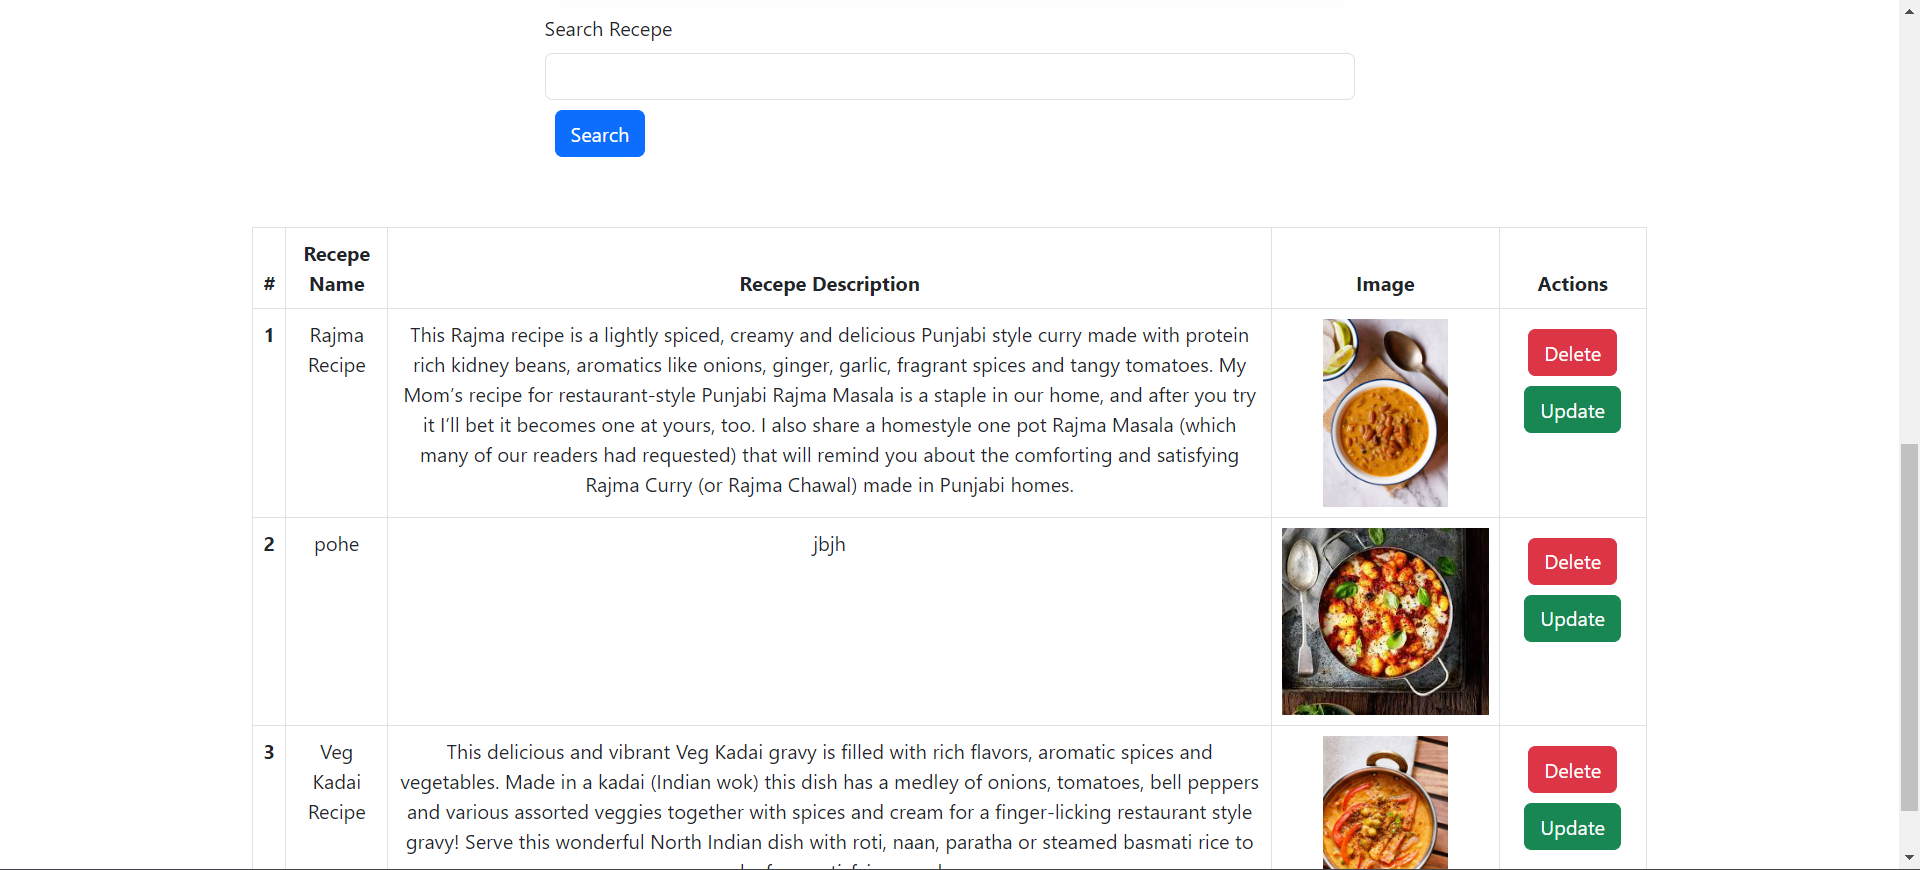 Search Recepe
Search
Recepe
Name
#
Recepe Description
Image
Actions
1
Rajma
Recipe
This Rajma recipe is a lightly spiced, creamy and delicious Punjabi style curry made with protein
rich kidney beans, aromatics like onions, ginger, garlic, fragrant spices and tangy tomatoes. My
Mom’s recipe for restaurant-style Punjabi Rajma Masala is a staple in our home, and after you try
it I’ll bet it becomes one at yours, too. I also share a homestyle one pot Rajma Masala (which
many of our readers had requested) that will remind you about the comforting and satisfying
Rajma Curry (or Rajma Chawal) made in Punjabi homes.
Delete
Update
2
pohe
jbjh
Delete
Update
3
Veg
Kadai
Recipe
This delicious and vibrant Veg Kadai gravy is filled with rich flavors, aromatic spices and
vegetables. Made in a kadai (Indian wok) this dish has a medley of onions, tomatoes, bell peppers
and various assorted veggies together with spices and cream for a finger-licking restaurant style
gravy! Serve this wonderful North Indian dish with roti, naan, paratha or steamed basmati rice to
Delete
Update